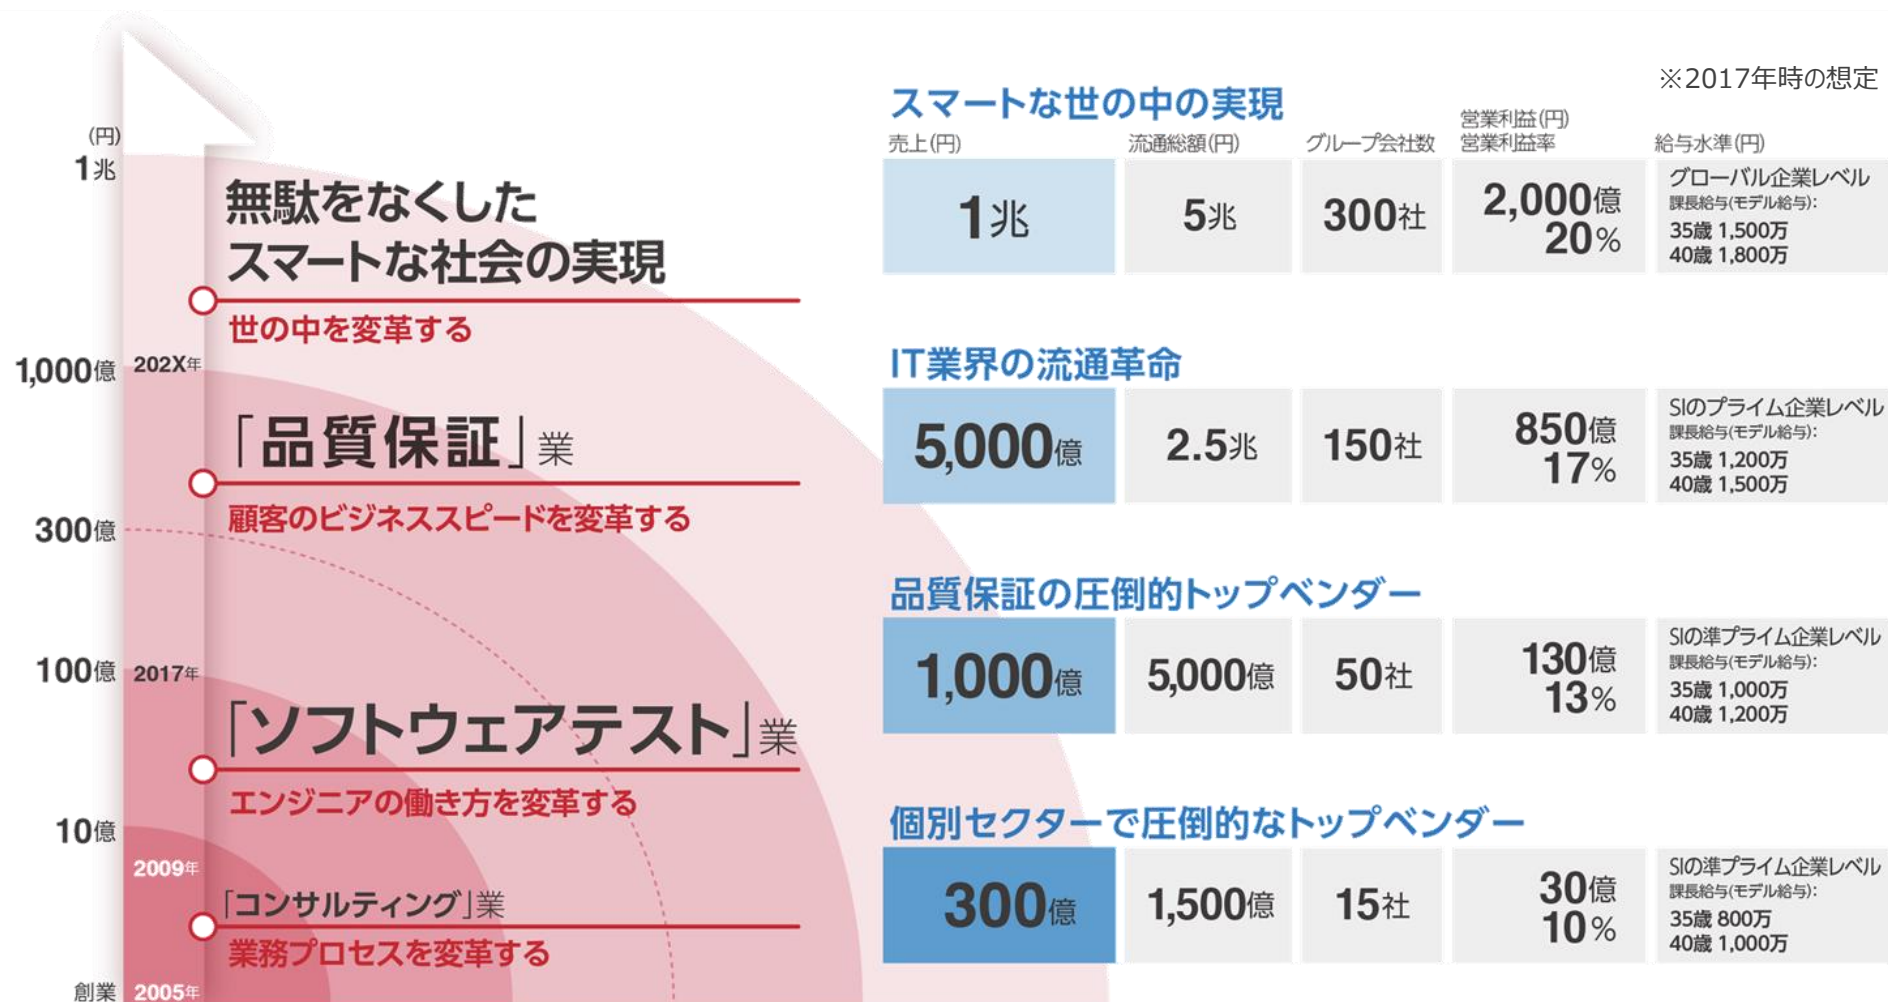 ※2017年時の想定
(円)
1兆
無駄をなくした
スマートな社会の実現
世の中を変革する
1,000億
202X年
「品質保証」業
顧客のビジネススピードを変革する
300億
100億
2017年
「ソフトウェアテスト」業
エンジニアの働き方を変革する
10億
2009年
「コンサルティング」業
業務プロセスを変革する
創業
2005年
スマートな世の中の実現
売上(円)
流通総額(円)
グループ会社数
営業利益(円)
営業利益率
給与水準(円)
1兆
5兆
300社
2,000億
20%
グローバル企業レベル
課長給与(モデル給与):
35歳 1,500万
40歳 1,800万
IT業界の流通革命
5,000億
2.5兆
150社
850億
17%
SIのプライム企業レベル
課長給与(モデル給与):
35歳 1,200万
40歳 1,500万
品質保証の圧倒的トップベンダー
1,000億
5,000億
50社
130億
13%
SIの準プライム企業レベル
課長給与(モデル給与):
35歳 1,000万
40歳 1,200万
個別セクターで圧倒的なトップベンダー
300億
1,500億
15社
30億
10%
SIの準プライム企業レベル
課長給与(モデル給与):
35歳 800万
40歳 1,000万